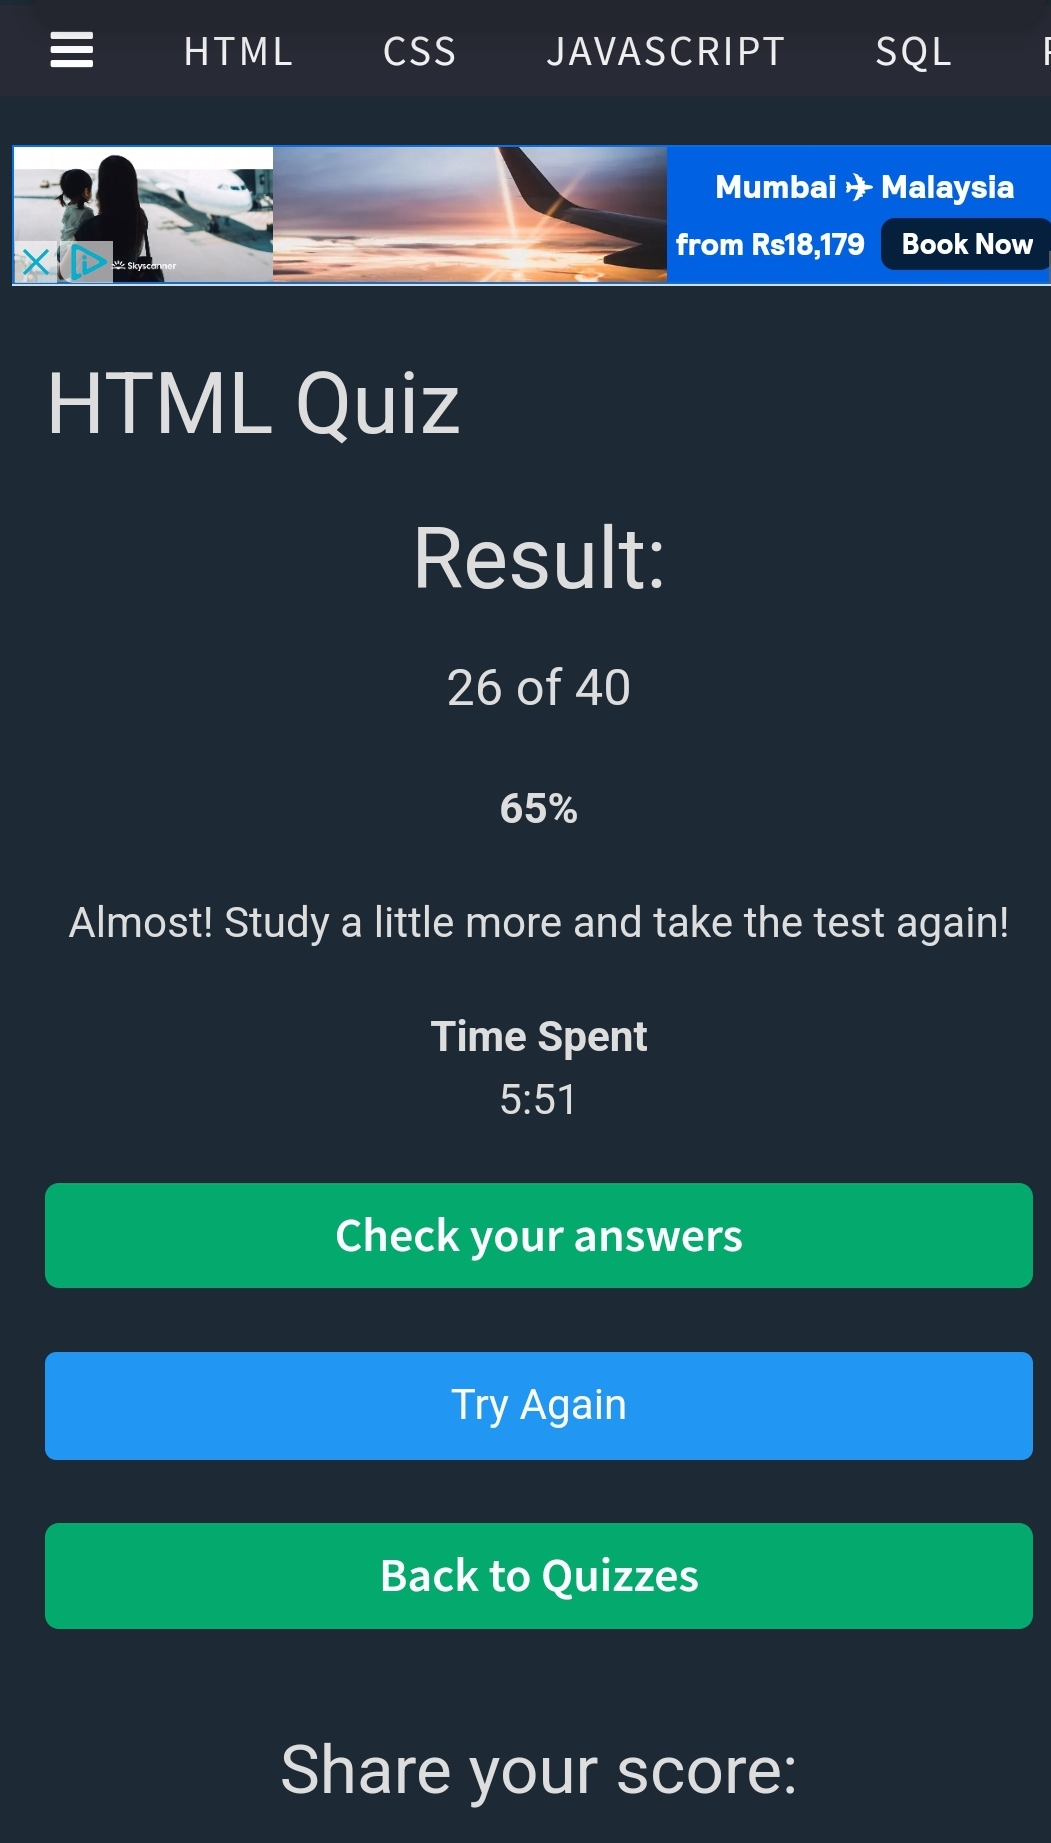 HTML CSS JAVASCRIPT SQL
Mumbai ✈ Malaysia
from Rs18,179 Book Now
Skyscanner
HTML Quiz
Result:
26 of 40
65%
Almost! Study a little more and take the test again!
Time Spent
5:51
Check your answers
Try Again
Back to Quizzes
Share your score: